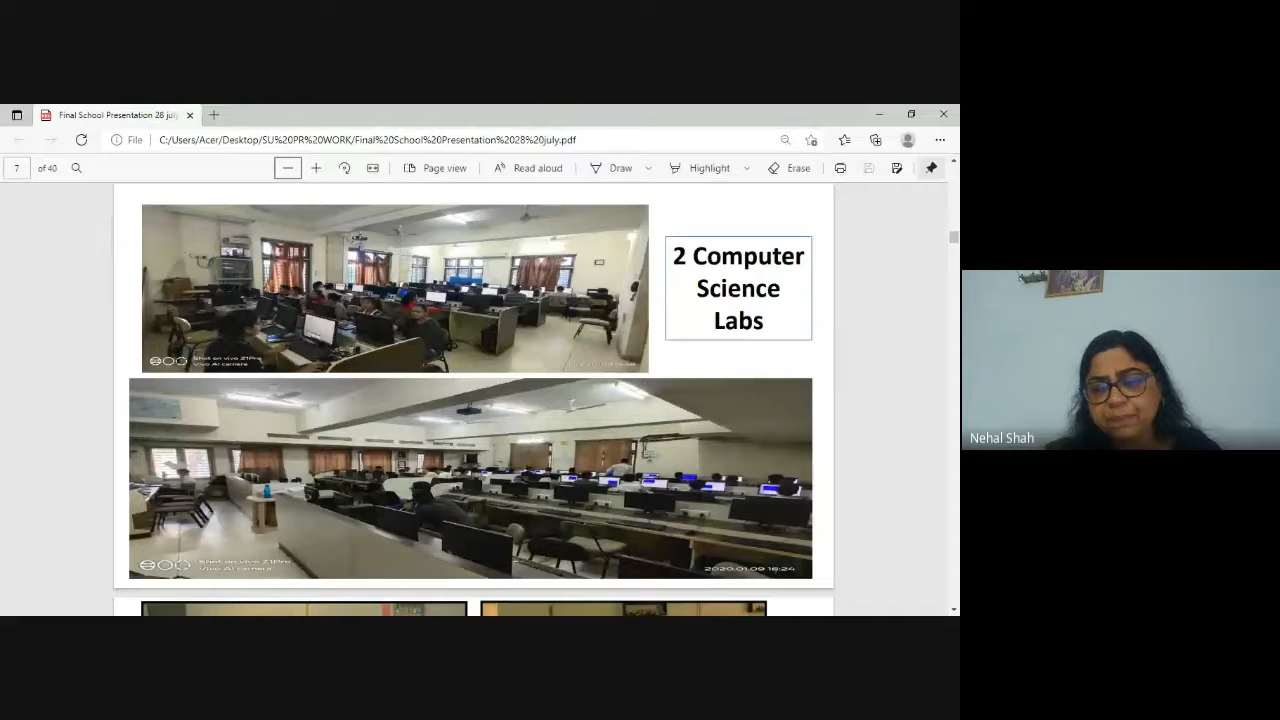 Final School Presentation 28 july
File
C:/Users/Acer/Desktop/SU%20PR%20WORK/Final%20School%20Presentation%2028%20july.pdf
7 of 40
Page view
Read aloud
Draw
Highlight
Erase
2 Computer
Science
Labs
Shot on vivo Z1Pro
Vivo AI camera
Shot on vivo Z1Pro
Vivo AI camera
2020.01.09 16:24
Nehal Shah